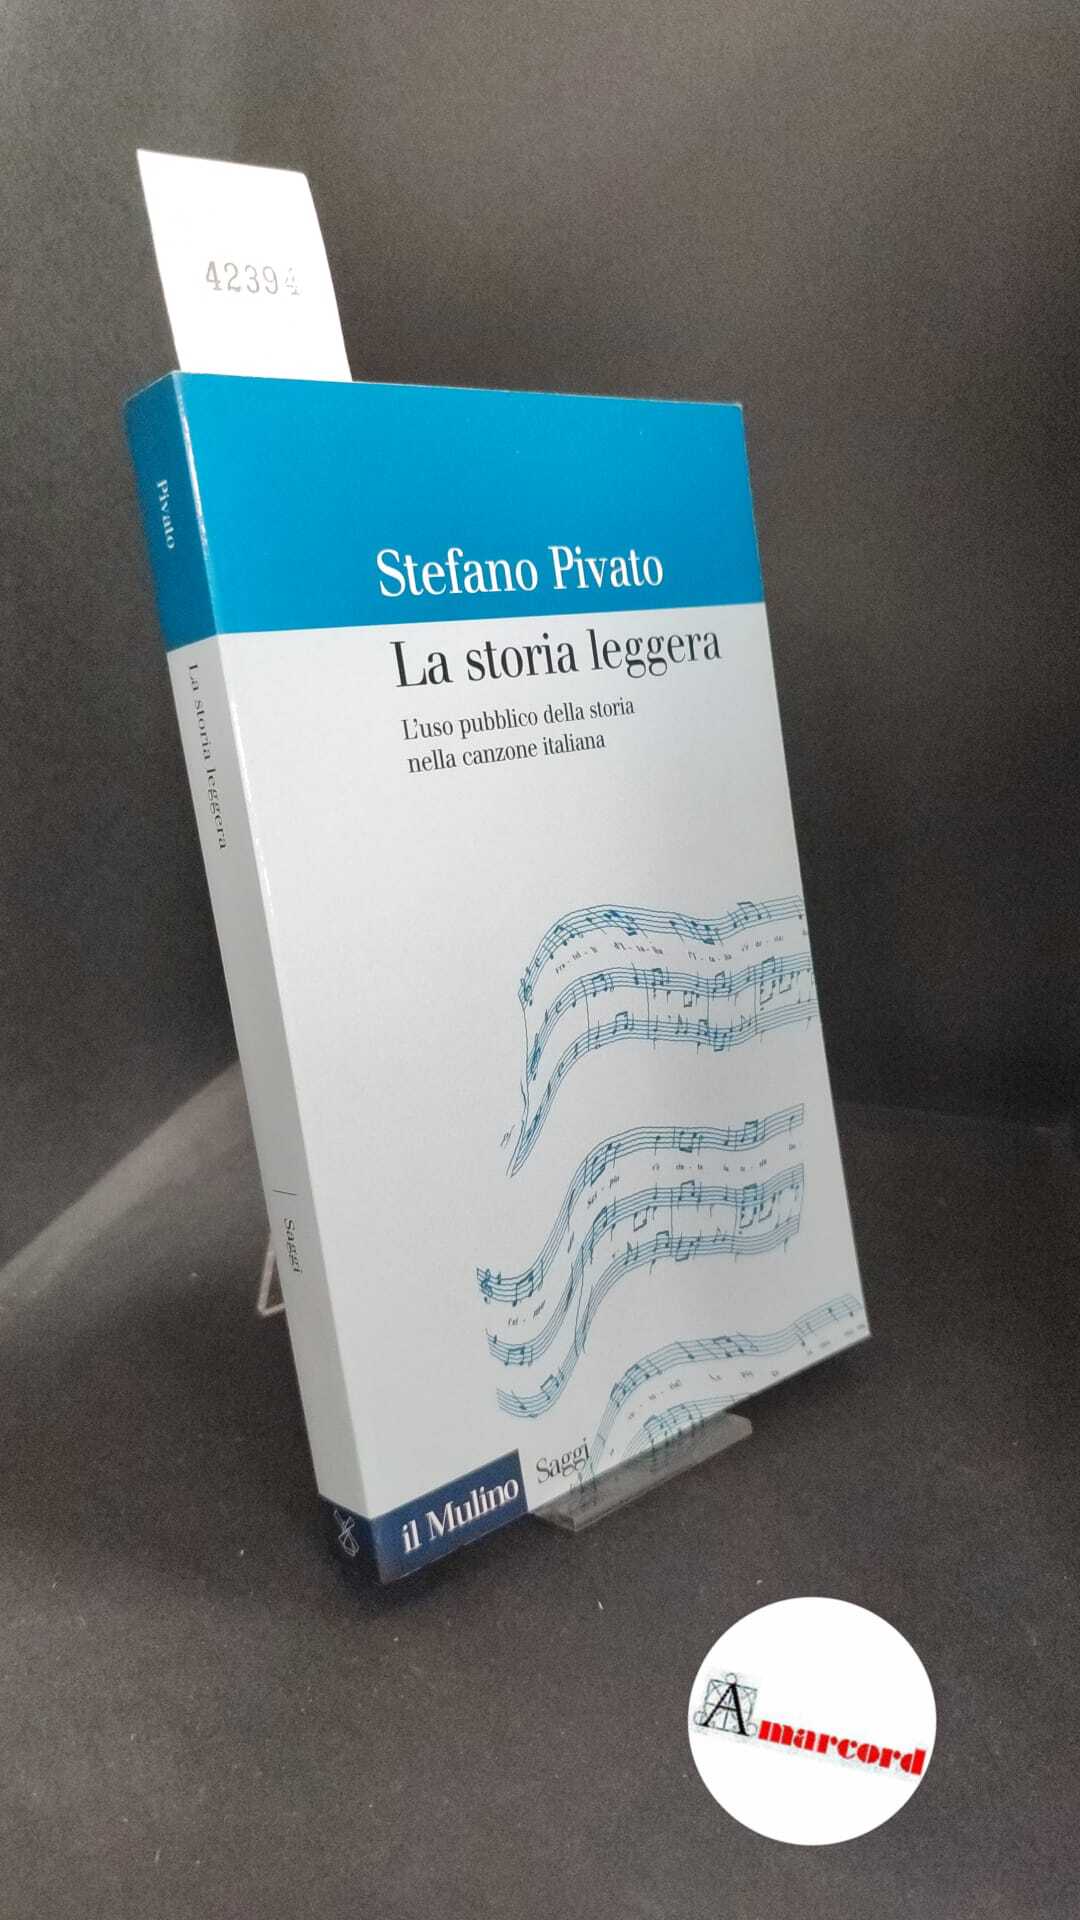 42394
Stefano Pivato
La storia leggera
L'uso pubblico della storia
nella canzone italiana
il Mulino
Saggi
Pivato
La storia leggera
Saggi
Amarcord